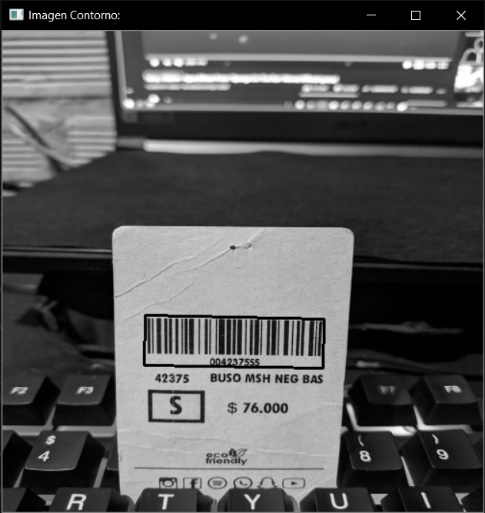 Imagen Contorno:
004237555
42375 BUSO MSH NEG BAS
S
$ 76.000
eco
friendly
F2 F3 F7 F8
$ ( )
4 8 9
R T Y U I